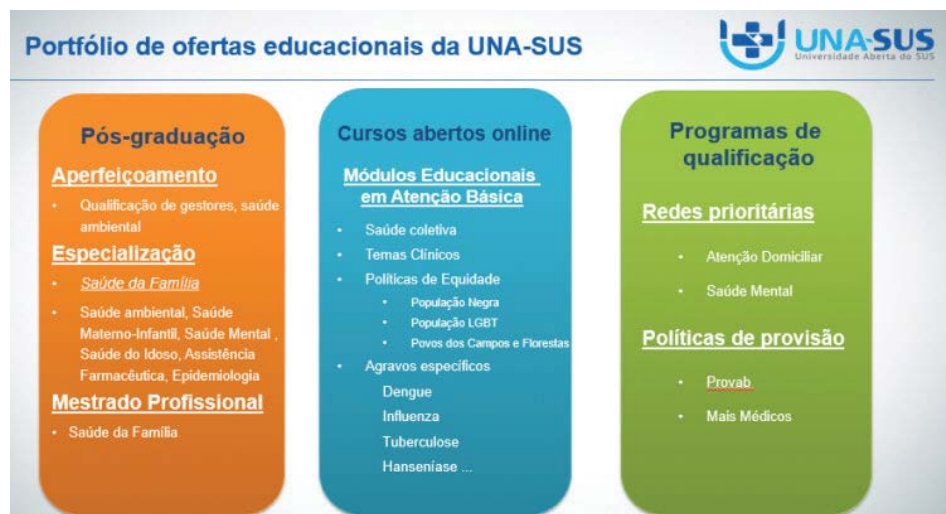 Portfólio de ofertas educacionais da UNA-SUS
UNA-SUS
Universidade Aberta do SUS
Pós-graduação
Aperfeiçoamento
• Qualificação de gestores, saúde
ambiental
Especialização
• Saúde da Família
• Saúde ambiental, Saúde
Materno-Infantil, Saúde Mental ,
Saúde do Idoso, Assistência
Farmacêutica, Epidemiologia
Mestrado Profissional
• Saúde da Família
Cursos abertos online
Módulos Educacionais
em Atenção Básica
• Saúde coletiva
• Temas Clínicos
• Políticas de Equidade
• População Negra
• População LGBT
• Povos dos Campos e Florestas
• Agravos específicos
Dengue
Influenza
Tuberculose
Hanseníase ...
Programas de
qualificação
Redes prioritárias
• Atenção Domiciliar
• Saúde Mental
Políticas de provisão
• Provab
• Mais Médicos